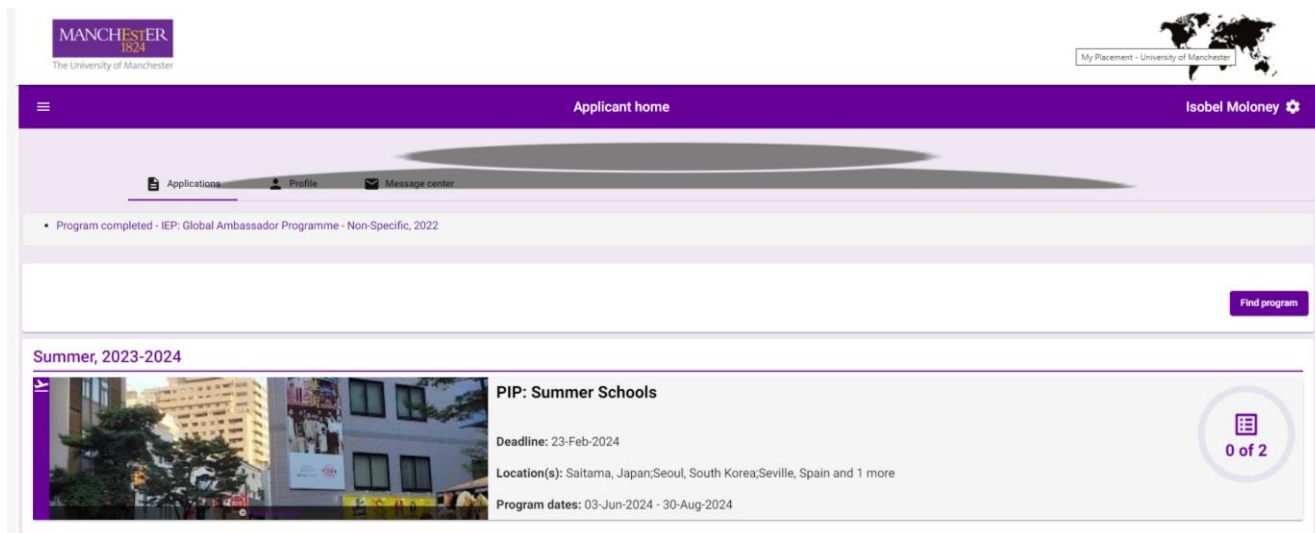 MANCHESTER
1824
The University of Manchester
My Placement - University of Manchester
Applicant home
Isobel Moloney
Applications
Profile
Message center
Program completed - IEP: Global Ambassador Programme - Non-Specific, 2022
Find program
Summer, 2023-2024
PIP: Summer Schools
Deadline: 23-Feb-2024
Location(s): Saitama, Japan;Seoul, South Korea;Seville, Spain and 1 more
Program dates: 03-Jun-2024 - 30-Aug-2024
0 of 2